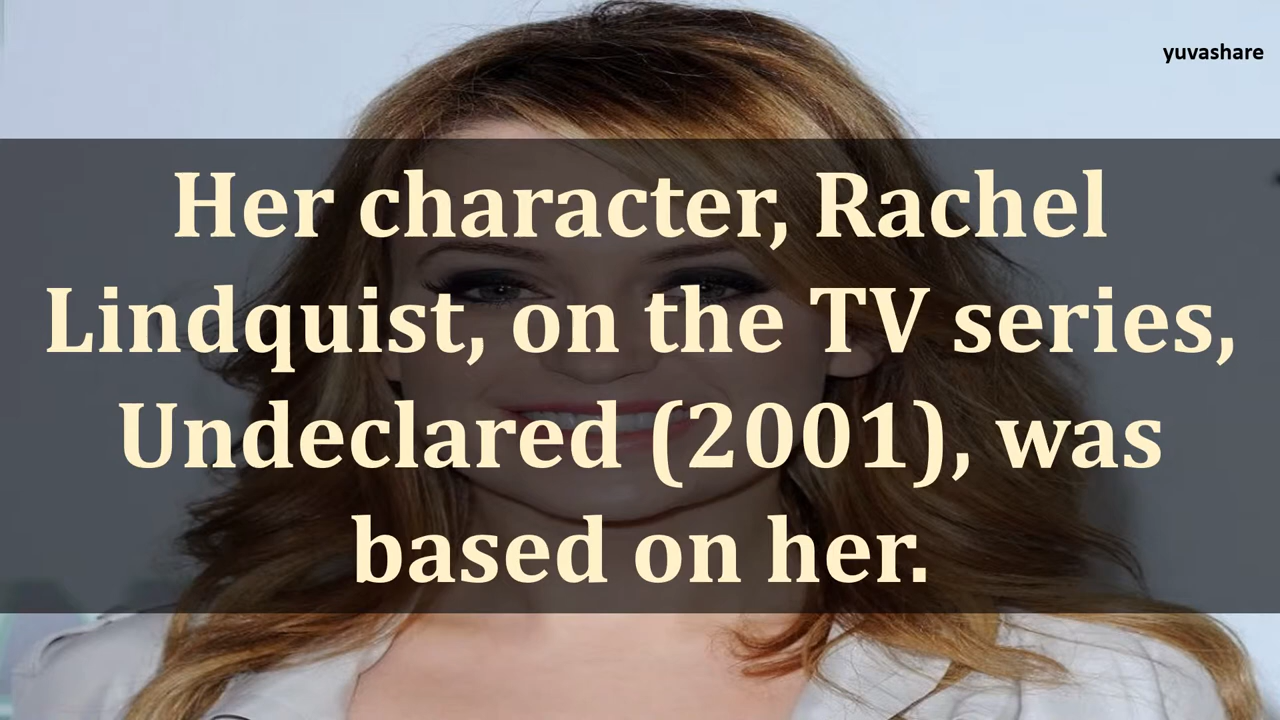 yuvashare
Her character, Rachel
Lindquist, on the TV series,
Undeclared (2001), was
based on her.